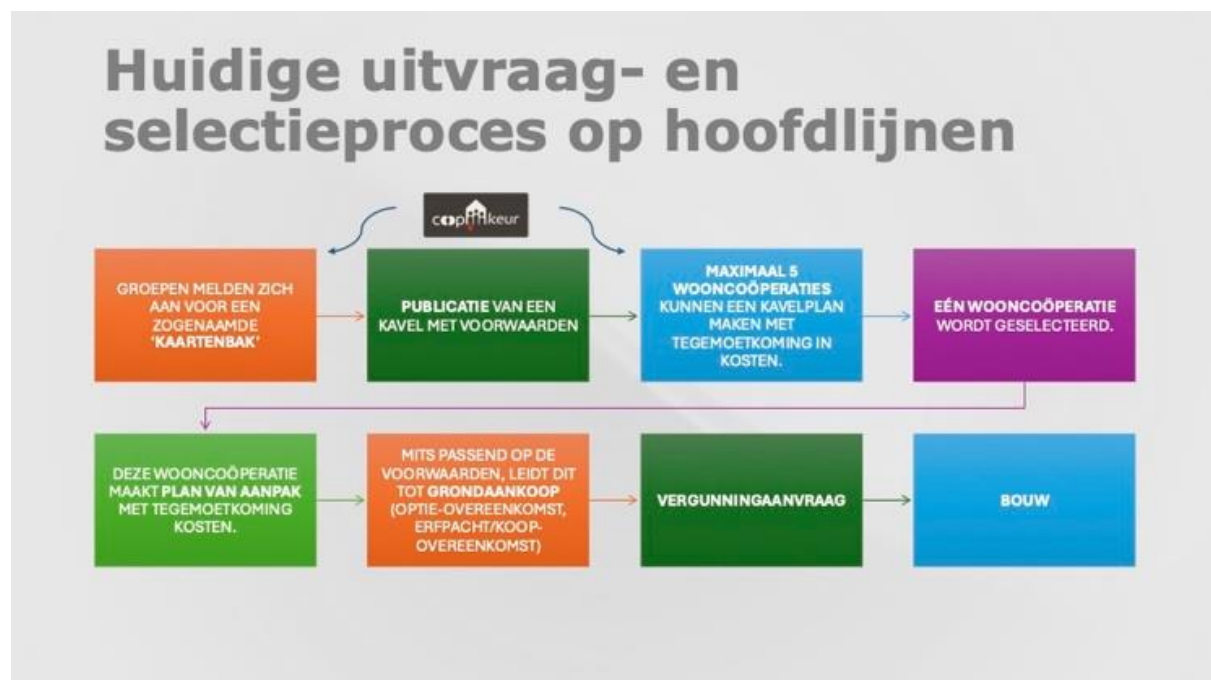 Huidige uitvraag- en
selectieproces op hoofdlijnen
coplinkeur
GROEPEN MELDEN ZICH
AAN VOOR EEN
ZOGENAAMDE
'KAARTENBAK'
PUBLICATIE VAN EEN
KAVEL MET VOORWAARDEN
MAXIMAAL 5
WOONCOÖPERATIES
KUNNEN EEN KAVELPLAN
MAKEN MET
TEGEMOETKOMING IN
KOSTEN.
EÉN WOONCOÖPERATIE
WORDT GESELECTEERD.
DEZE WOONCOÖPERATIE
MAAKT PLAN VAN AANPAK
MET TEGEMOETKOMING
KOSTEN.
MITS PASSEND OP DE
VOORWAARDEN, LEIDT DIT
TOT GRONDAANKOOP
(OPTIE-OVEREENKOMST,
ERFPACHT/KOOP-
OVEREENKOMST)
VERGUNNINGAANVRAAG
BOUW